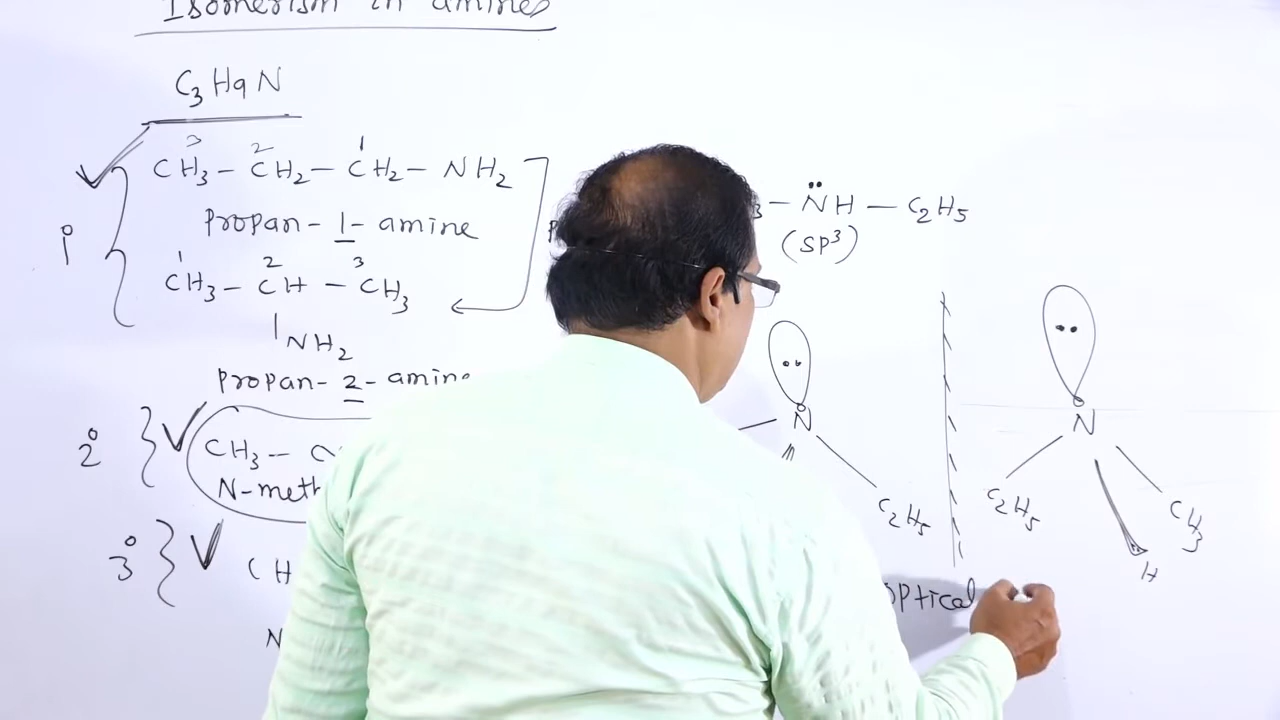 Isomerism in amines
C3H9N
3 2 1
CH3 - CH2 - CH2 - NH2
Propan - 1 - amine
1°
1 2 3
CH3 - CH - CH3
NH2
Propan - 2 - amine
2°
CH3 -
N-meth
3°
CH
N
3 - N̈H - C2H5
(SP3)
N
C2H5
N
C2H5
CH3
H
optical